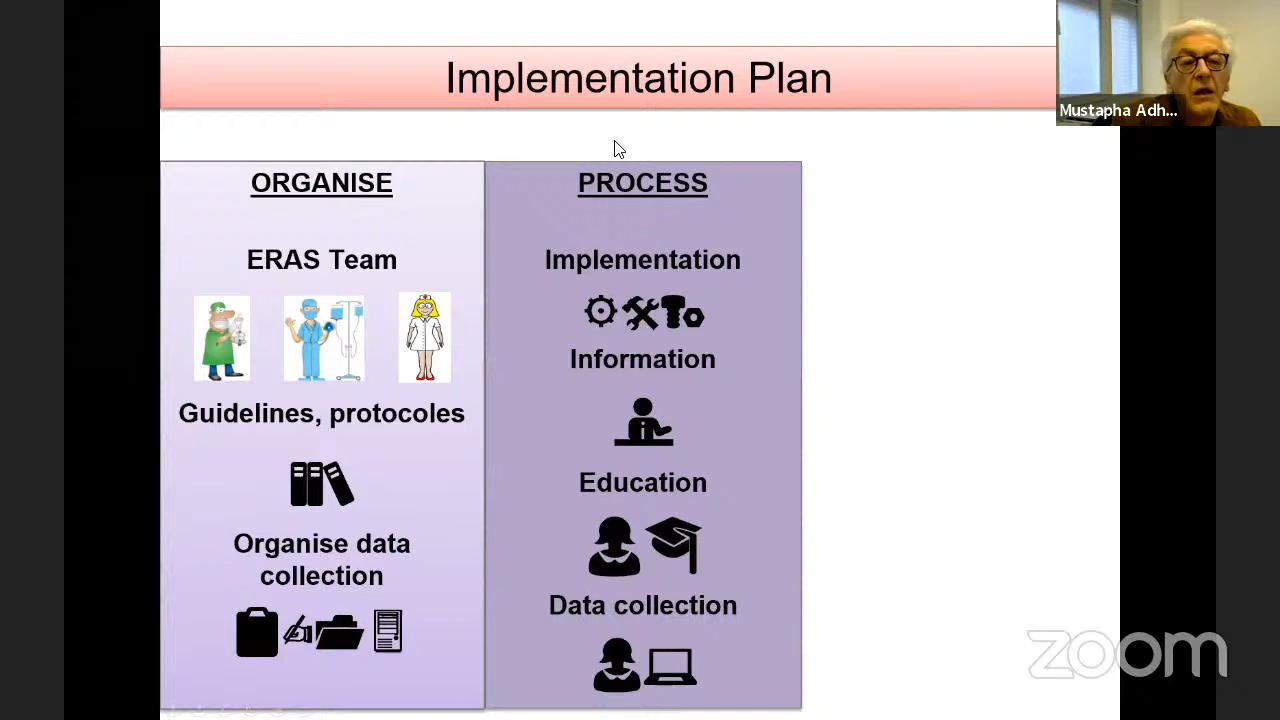 Implementation Plan
Mustapha Adh...
ORGANISE
ERAS Team
Guidelines, protocoles
Organise data
collection
PROCESS
Implementation
Information
Education
Data collection
zoom